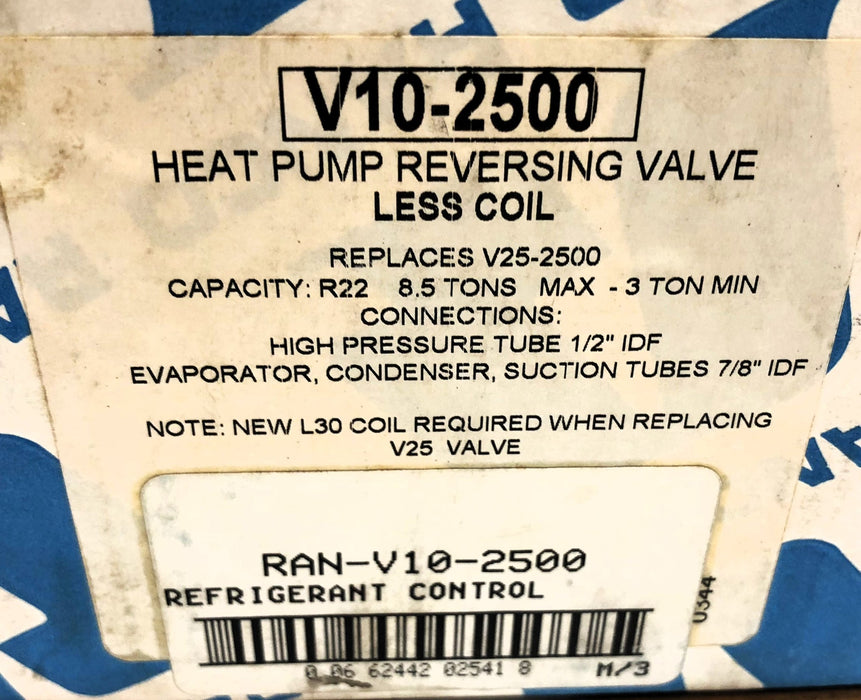 V10-2500
HEAT PUMP REVERSING VALVE
LESS COIL
REPLACES V25-2500
CAPACITY: R22 8.5 TONS MAX - 3 TON MIN
CONNECTIONS:
HIGH PRESSURE TUBE 1/2" IDF
EVAPORATOR, CONDENSER, SUCTION TUBES 7/8" IDF
NOTE: NEW L30 COIL REQUIRED WHEN REPLACING
V25 VALVE
RAN-V10-2500
REFRIGERANT CONTROL
0344
0 06 62442 02541 8 M/3